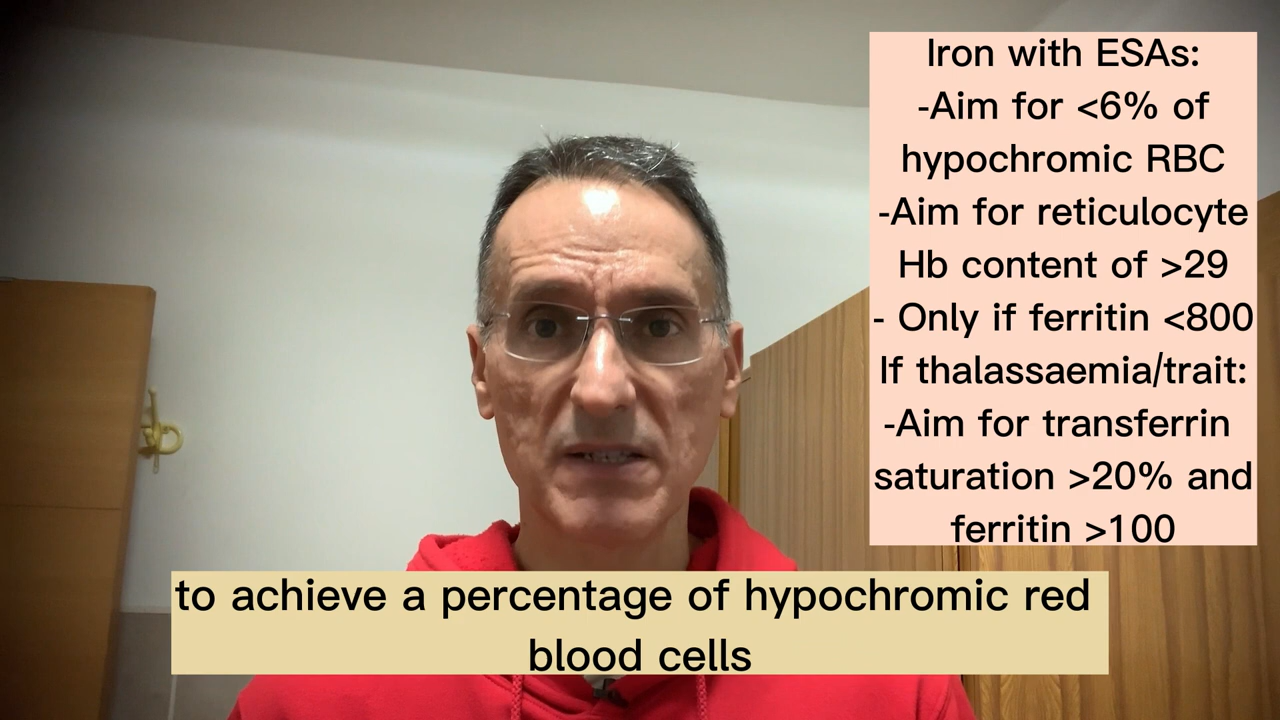 Iron with ESAs:
-Aim for <6% of
hypochromic RBC
-Aim for reticulocyte
Hb content of >29
- Only if ferritin <800
If thalassaemia/trait:
-Aim for transferrin
saturation >20% and
ferritin >100
to achieve a percentage of hypochromic red
blood cells